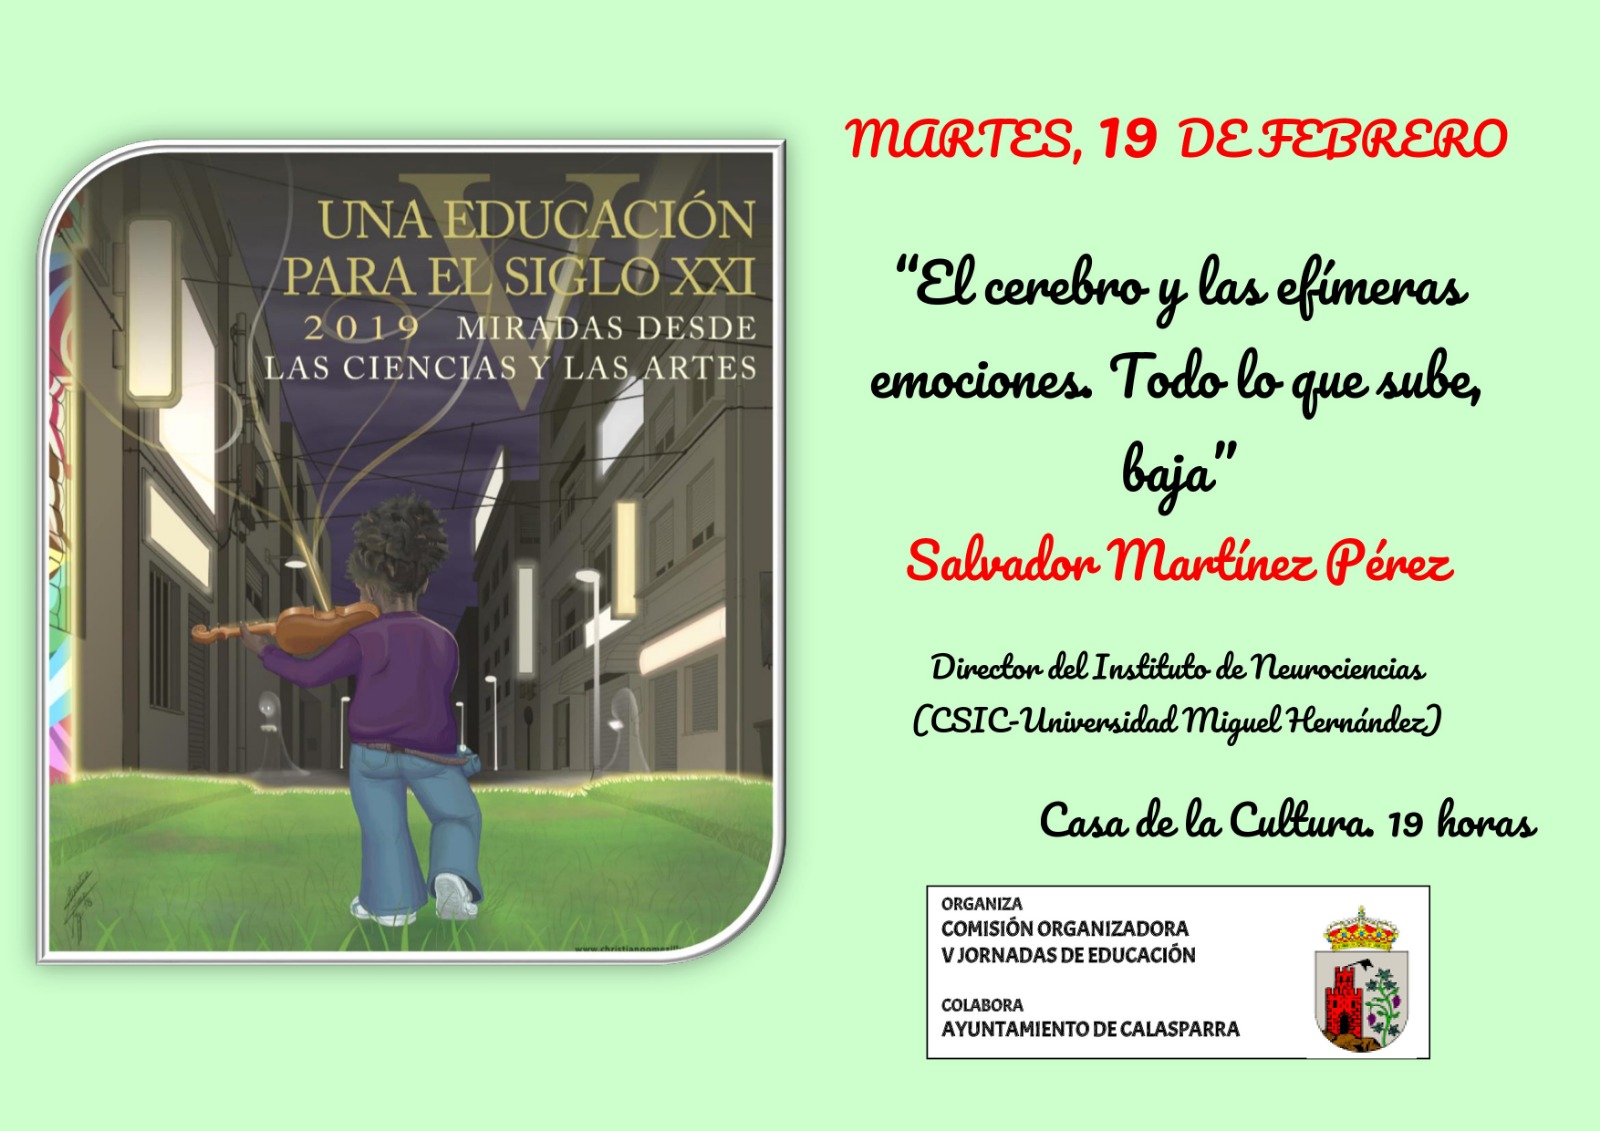 MARTES, 19 DE FEBRERO
“El cerebro y las efímeras
emociones. Todo lo que sube,
baja”
Salvador Martínez Pérez
Director del Instituto de Neurociencias
(CSIC-Universidad Miguel Hernández)
Casa de la Cultura. 19 horas
V
UNA EDUCACIÓN
PARA EL SIGLO XXI
2019 MIRADAS DESDE
LAS CIENCIAS Y LAS ARTES
ORGANIZA
COMISIÓN ORGANIZADORA
V JORNADAS DE EDUCACIÓN
COLABORA
AYUNTAMIENTO DE CALASPARRA